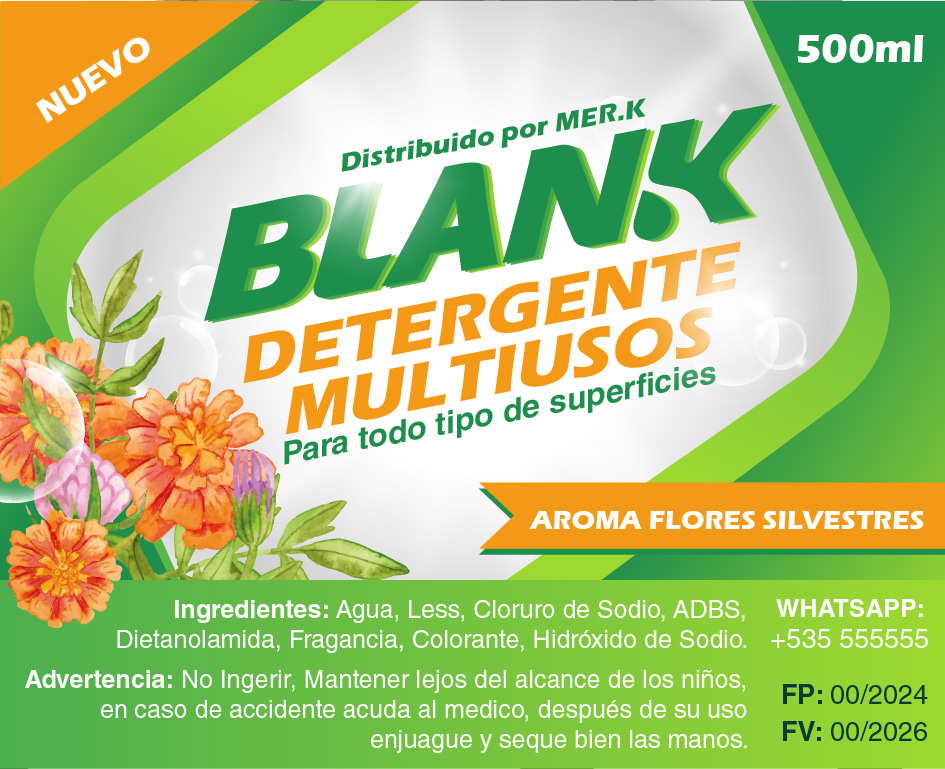 NUEVO
500ml
Distribuido por MER.K
BLANK
DETERGENTE
MULTIUSOS
Para todo tipo de superficies
AROMA FLORES SILVESTRES
Ingredientes: Agua, Less, Cloruro de Sodio, ADBS,
Dietanolamida, Fragancia, Colorante, Hidróxido de Sodio.
Advertencia: No Ingerir, Mantener lejos del alcance de los niños,
en caso de accidente acuda al medico, después de su uso
enjuague y seque bien las manos.
WHATSAPP:
+535 555555
FP: 00/2024
FV: 00/2026